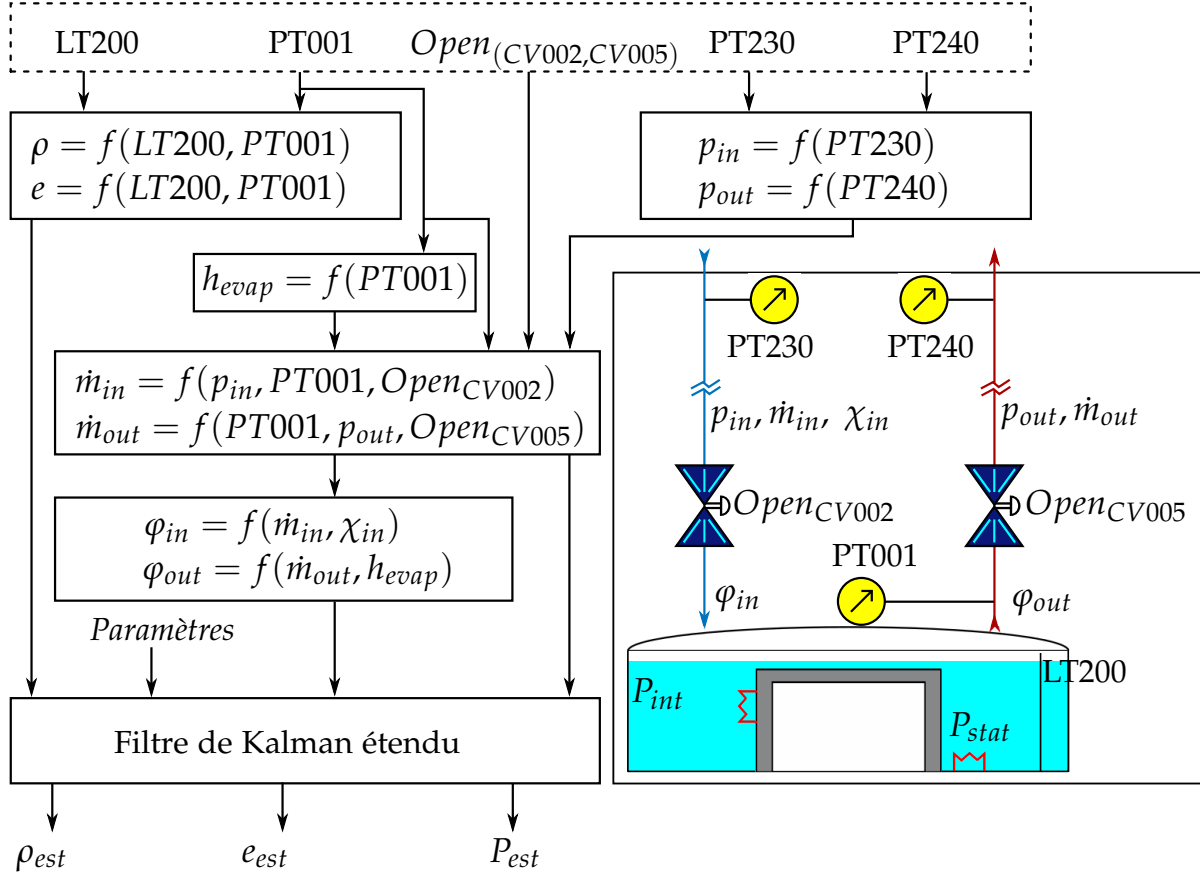 LT200 PT001 Open_(CV002,CV005) PT230 PT240
ρ = f(LT200, PT001)
e = f(LT200, PT001)
p_in = f(PT230)
p_out = f(PT240)
h_evap = f(PT001)
ṁ_in = f(p_in, PT001, Open_CV002)
ṁ_out = f(PT001, p_out, Open_CV005)
φ_in = f(ṁ_in, χ_in)
φ_out = f(ṁ_out, h_evap)
Paramètres
Filtre de Kalman étendu
ρ_est e_est P_est
PT230 PT240
p_in, ṁ_in, χ_in p_out, ṁ_out
Open_CV002 Open_CV005
PT001
φ_in φ_out
LT200
P_int
P_stat